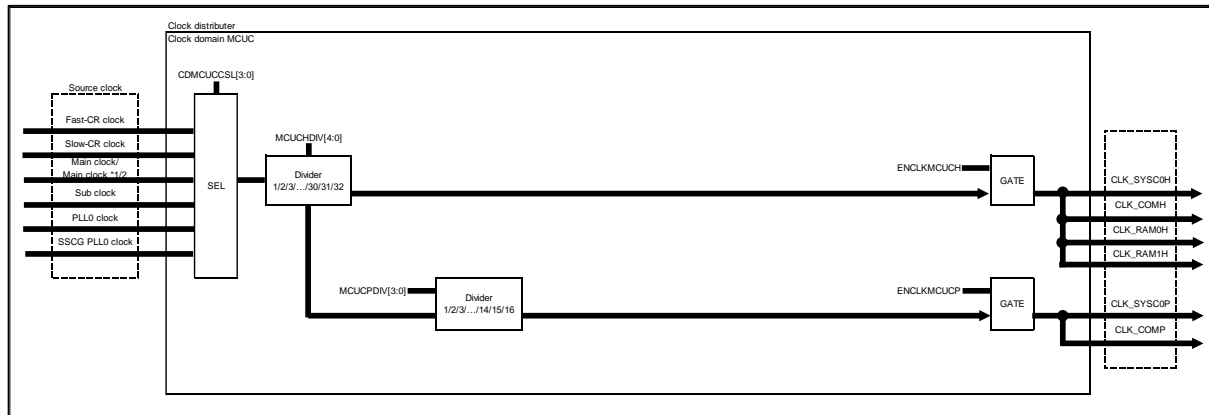 Clock distributer
Clock domain MCUC
CDMCUCCSL[3:0]
Source clock
Fast-CR clock
MCUCHDIV[4:0]
Slow-CR clock
Main clock/
Main clock *1/2
Divider
1/2/3/…/30/31/32
ENCLKMCUCH
GATE
CLK_SYSC0H
SEL
Sub clock
CLK_COMH
PLL0 clock
CLK_RAM0H
SSCG PLL0 clock
CLK_RAM1H
MCUCPDIV[3:0]
Divider
1/2/3/…/14/15/16
ENCLKMCUCP
GATE
CLK_SYSC0P
CLK_COMP